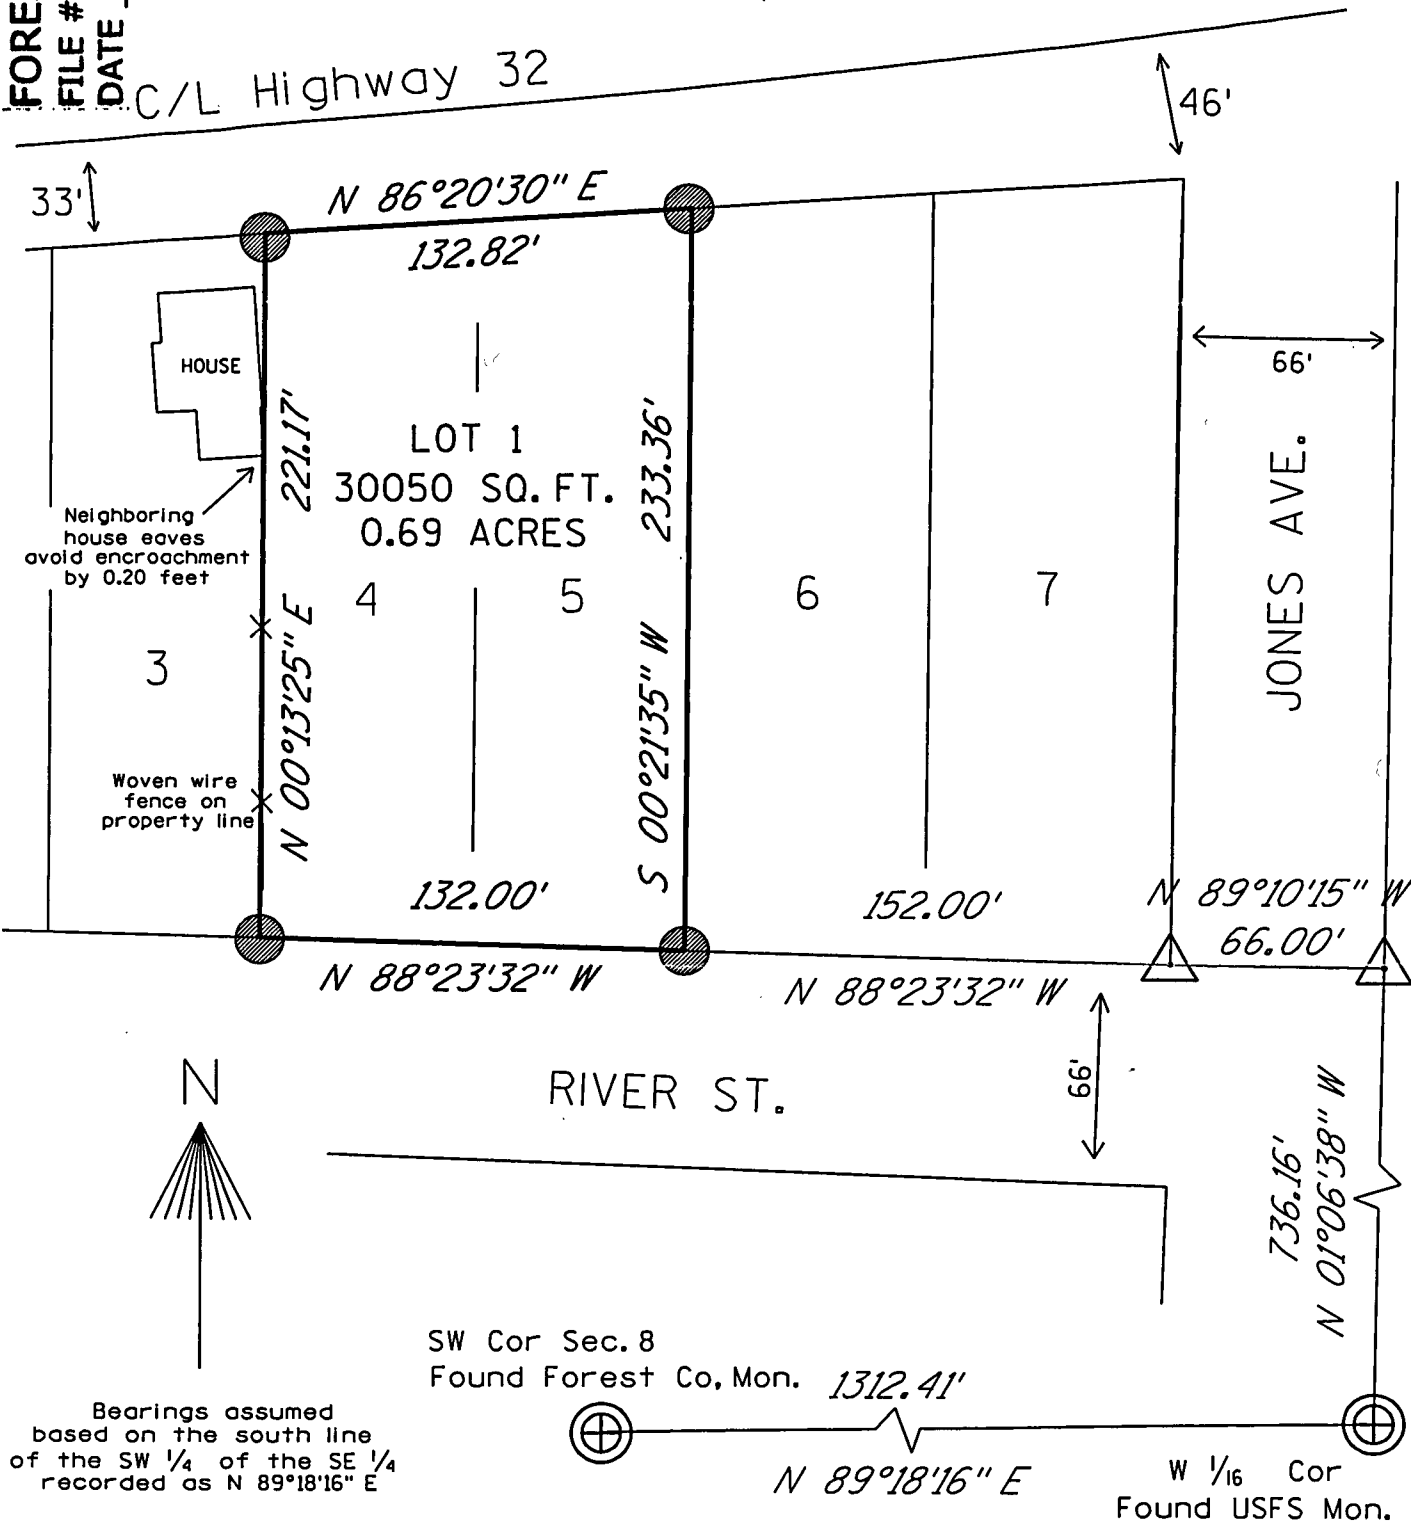 FORE
FILE #
DATE
C/L Highway 32
46'
33'
N 86°20'30" E
132.82'
HOUSE
66'
221.17'
N 00°13'25" E
LOT 1
30050 SQ. FT.
0.69 ACRES
233.36'
S 00°21'35" W
JONES AVE.
Neighboring
house eaves
avoid encroachment
by 0.20 feet
3
4
5
6
7
Woven wire
fence on
property line
132.00'
152.00'
N 89°10'15" W
66.00'
N 88°23'32" W
N 88°23'32" W
N
RIVER ST.
66'
736.16'
N 01°06'38" W
SW Cor Sec. 8
Found Forest Co, Mon.
1312.41'
N 89°18'16" E
Bearings assumed
based on the south line
of the SW 1/4 of the SE 1/4
recorded as N 89°18'16" E
W 1/16 Cor
Found USFS Mon.